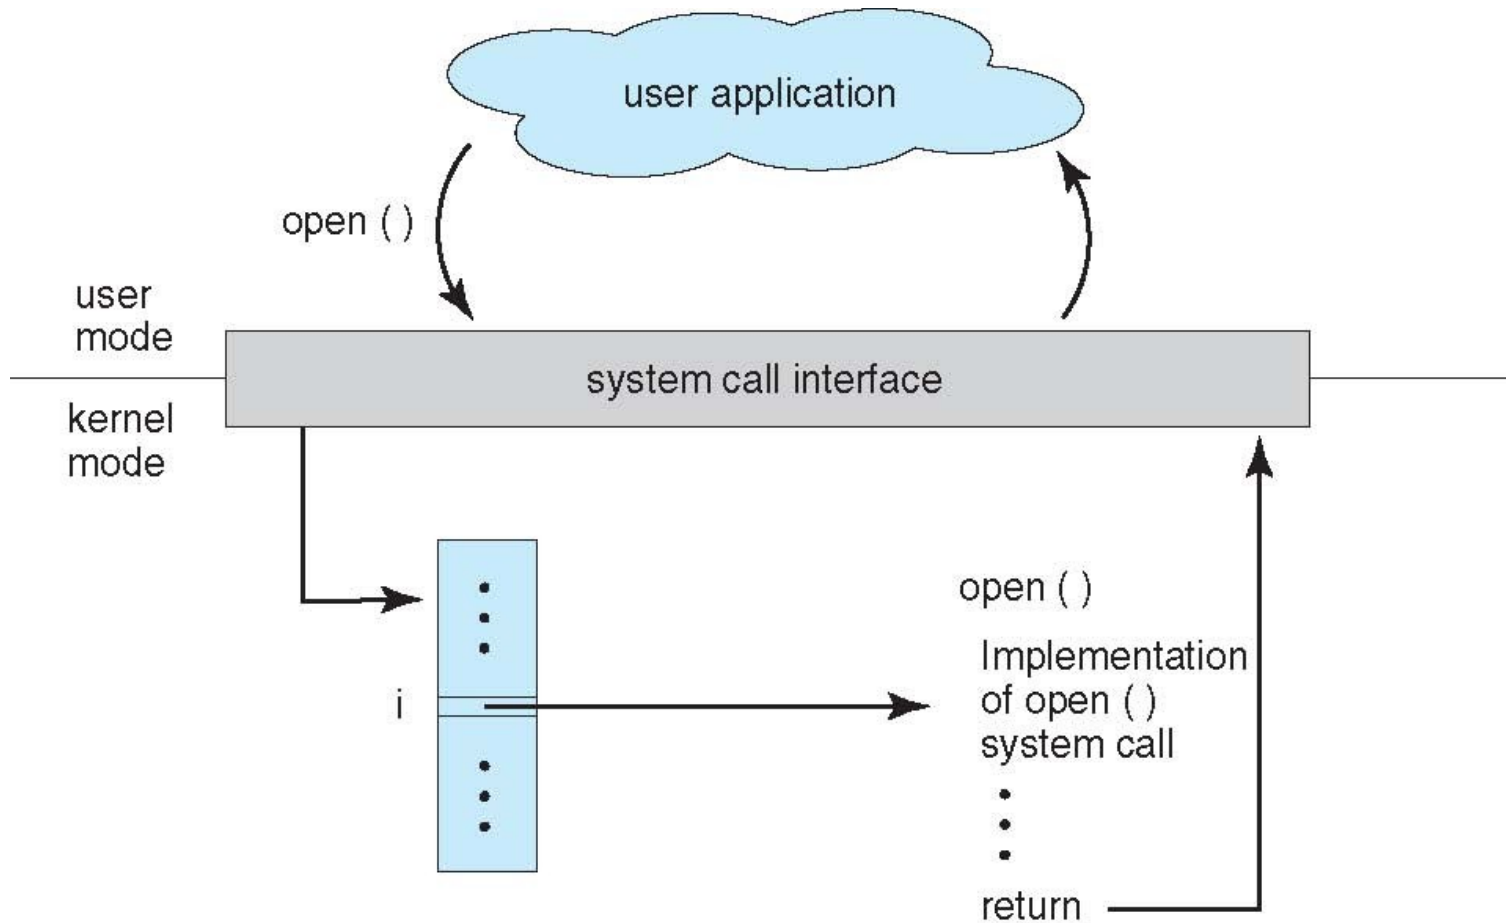 user application
open ( )
user
mode
system call interface
kernel
mode
open ( )
Implementation
of open ( )
system call
i
return